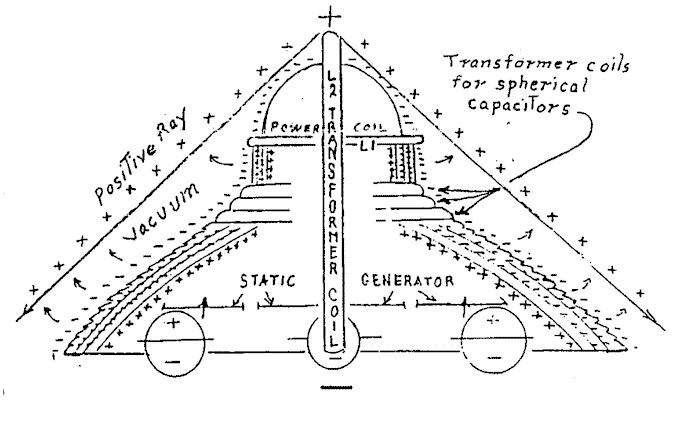 Transformer coils
for spherical
capacitors
Positive Ray
Vacuum
POWER COIL
L1
L2 TRANSFORMER COIL
STATIC GENERATOR